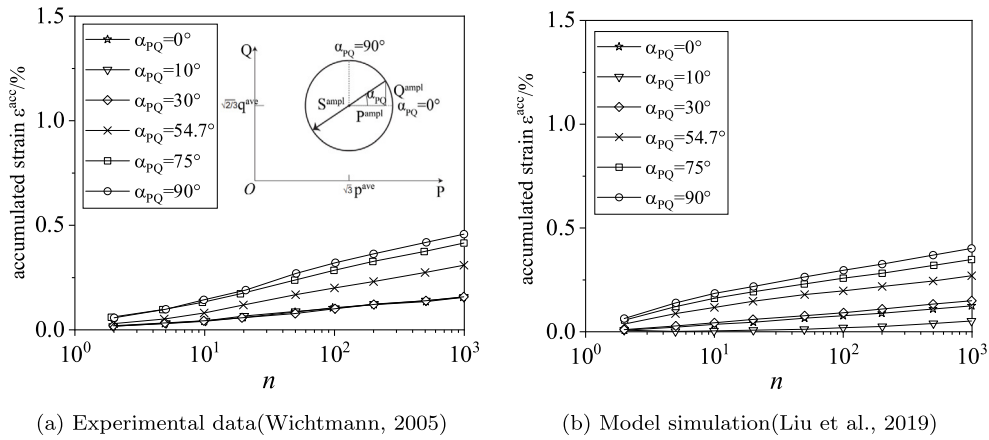 accumulated strain ε^acc/%
1.5
1.0
0.5
0.0
α_PQ=0°
α_PQ=10°
α_PQ=30°
α_PQ=54.7°
α_PQ=75°
α_PQ=90°
Q
α_PQ=90°
√2/3q^ave
S^ampl
α_PQ
Q^ampl
P^ampl
α_PQ=0°
O
√3 p^ave
P
10^0
10^1
10^2
10^3
n
(a) Experimental data(Wichtmann, 2005)
accumulated strain ε^acc/%
1.5
1.0
0.5
0.0
α_PQ=0°
α_PQ=10°
α_PQ=30°
α_PQ=54.7°
α_PQ=75°
α_PQ=90°
10^0
10^1
10^2
10^3
n
(b) Model simulation(Liu et al., 2019)